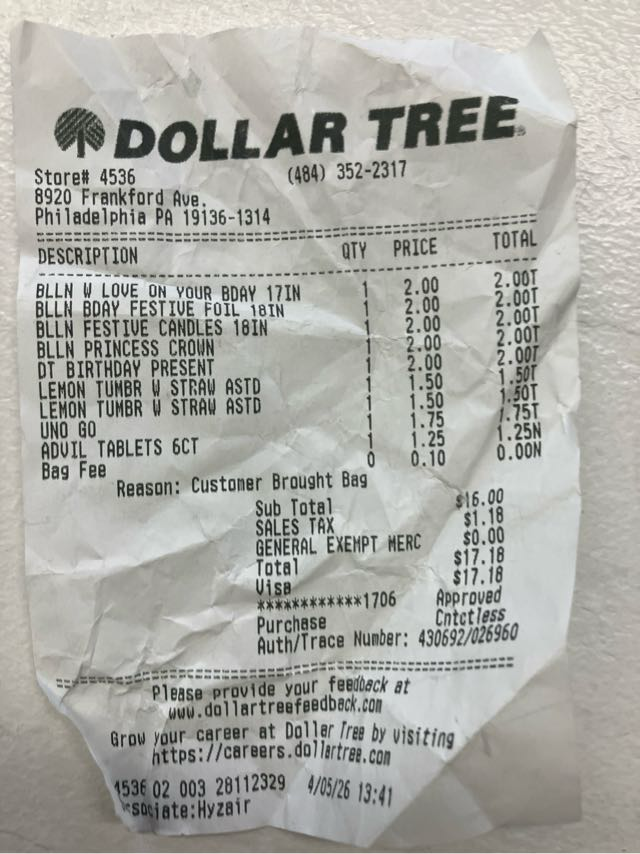 DOLLAR TREE
Store# 4536 (484) 352-2317
8920 Frankford Ave.
Philadelphia PA 19136-1314
DESCRIPTION QTY PRICE TOTAL
BLLN W LOVE ON YOUR BDAY 17IN 1 2.00 2.00T
BLLN BDAY FESTIVE FOIL 18IN 1 2.00 2.00T
BLLN FESTIVE CANDLES 18IN 1 2.00 2.00T
BLLN PRINCESS CROWN 1 2.00 2.00T
DT BIRTHDAY PRESENT 1 2.00 2.00T
LEMON TUMBR W STRAW ASTD 1 1.50 1.50T
LEMON TUMBR W STRAW ASTD 1 1.50 1.50T
UNO GO 1 1.75 1.75T
ADVIL TABLETS 6CT 1 1.25 1.25N
Bag Fee 0 0.10 0.00N
Reason: Customer Brought Bag
Sub Total $16.00
SALES TAX $1.18
GENERAL EXEMPT MERC $0.00
Total $17.18
Visa $17.18
************1706 Approved
Purchase Cntctless
Auth/Trace Number: 430692/026960
Please provide your feedback at
www.dollartreefeedback.com
Grow your career at Dollar Tree by visiting
https://careers.dollartree.com
4536 02 003 28112329 4/05/26 13:41
Associate:Hyzair